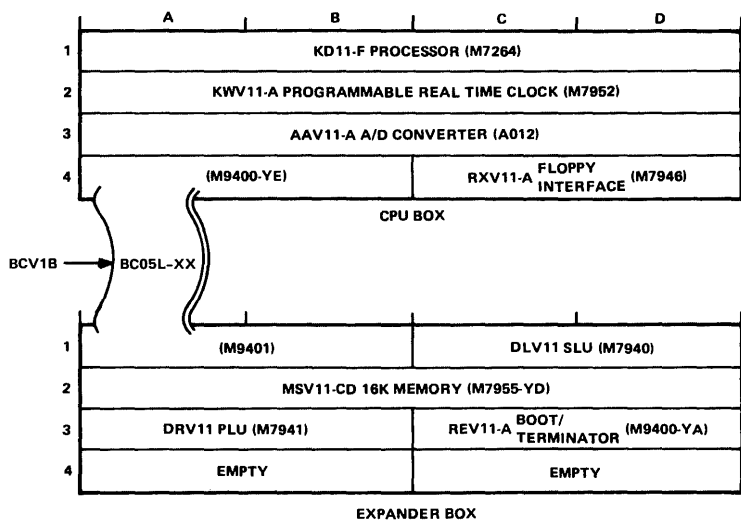 A B C D
1 KD11-F PROCESSOR (M7264)
2 KWV11-A PROGRAMMABLE REAL TIME CLOCK (M7952)
3 AAV11-A A/D CONVERTER (A012)
4 (M9400-YE) RXV11-A FLOPPY INTERFACE (M7946)
CPU BOX
BCV1B BC05L-XX
1 (M9401) DLV11 SLU (M7940)
2 MSV11-CD 16K MEMORY (M7955-YD)
3 DRV11 PLU (M7941) REV11-A BOOT/ TERMINATOR (M9400-YA)
4 EMPTY EMPTY
EXPANDER BOX